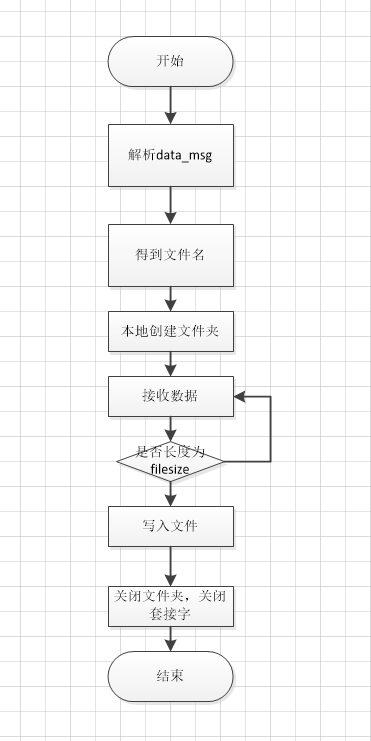 开始
解析data_msg
得到文件名
本地创建文件夹
接收数据
是否长度为
filesize
写入文件
关闭文件夹，关闭
套接字
结束